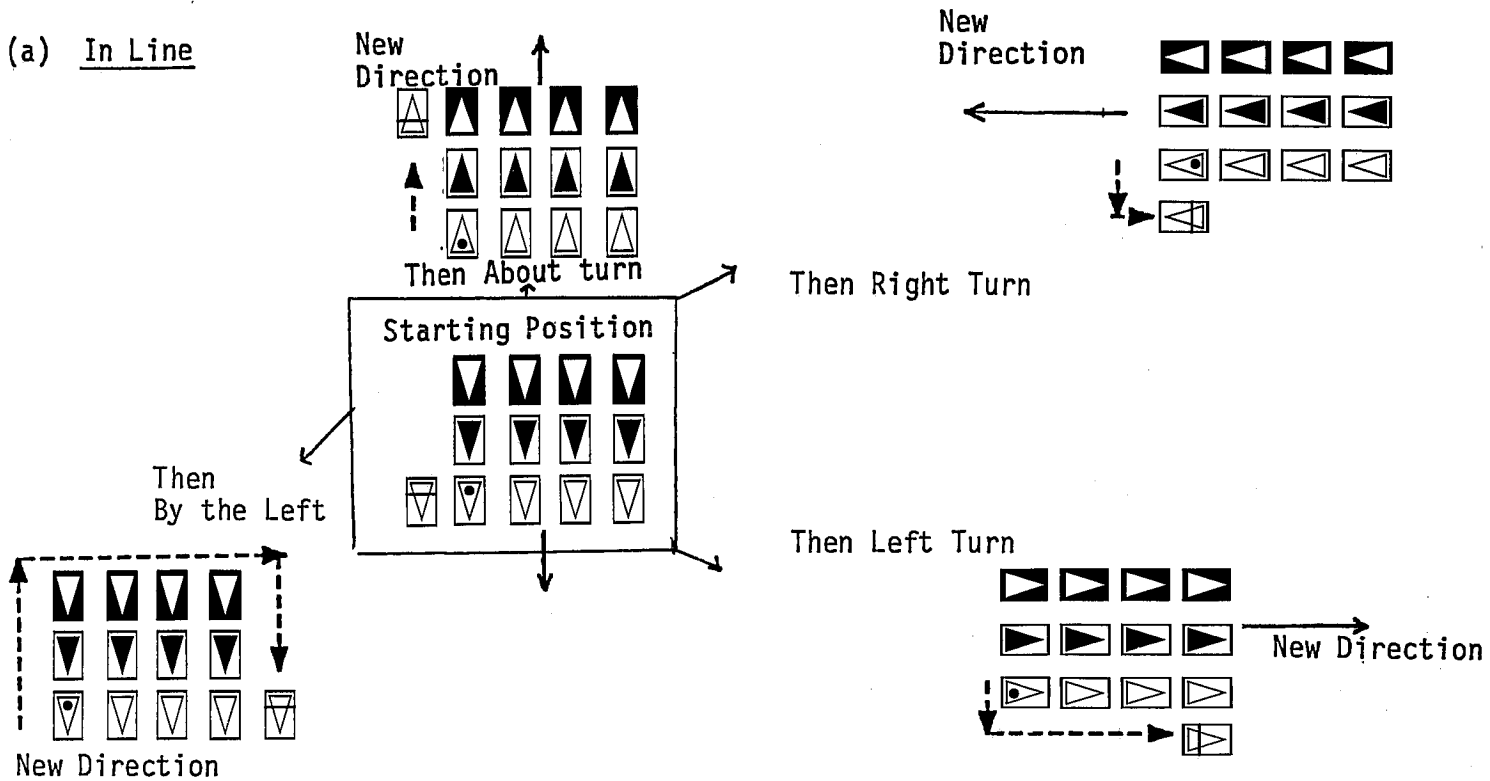 (a) In Line
New
Direction
New
Direction
Then About turn
Then Right Turn
Starting Position
Then
By the Left
Then Left Turn
New Direction
New Direction